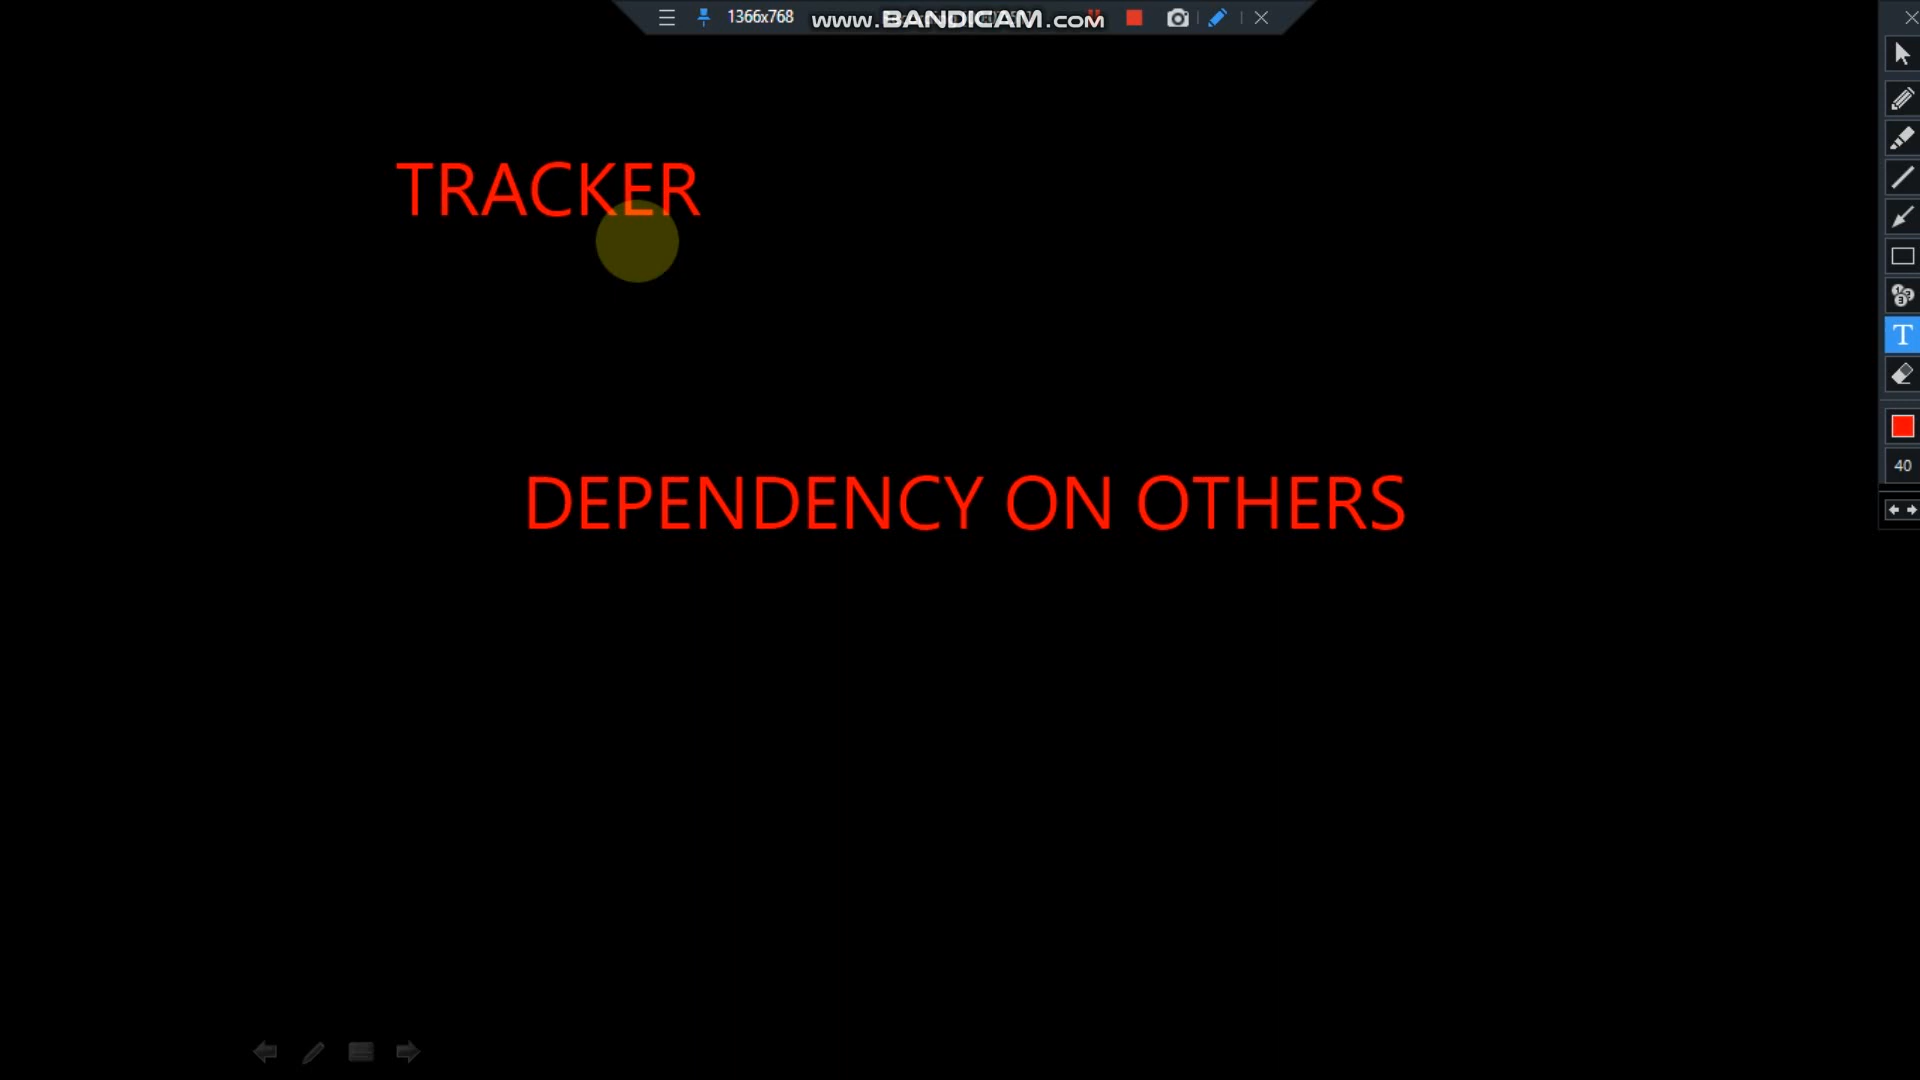 1366x768
www.BANDICAM.com
TRACKER
T
DEPENDENCY ON OTHERS
40